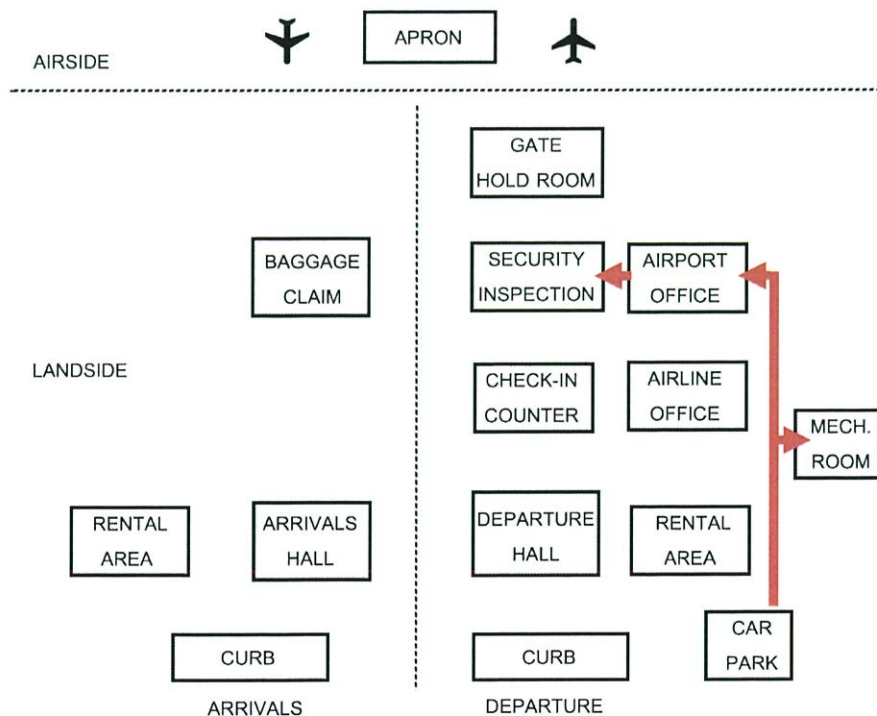 APRON
AIRSIDE
GATE
HOLD ROOM
BAGGAGE
CLAIM
SECURITY
INSPECTION
AIRPORT
OFFICE
LANDSIDE
CHECK-IN
COUNTER
AIRLINE
OFFICE
MECH.
ROOM
RENTAL
AREA
ARRIVALS
HALL
DEPARTURE
HALL
RENTAL
AREA
CAR
PARK
CURB
CURB
ARRIVALS
DEPARTURE